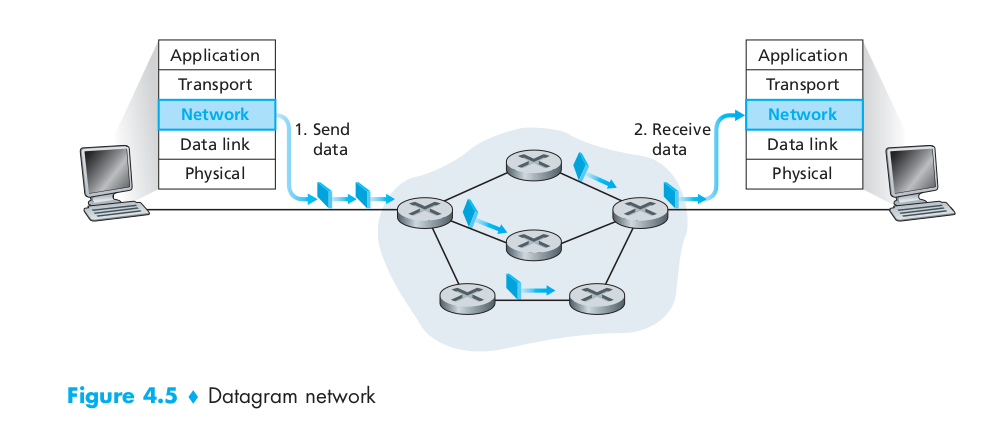 Application
Transport
Network
Data link
Physical
1. Send
data
2. Receive
data
Application
Transport
Network
Data link
Physical
Figure 4.5 ♦ Datagram network